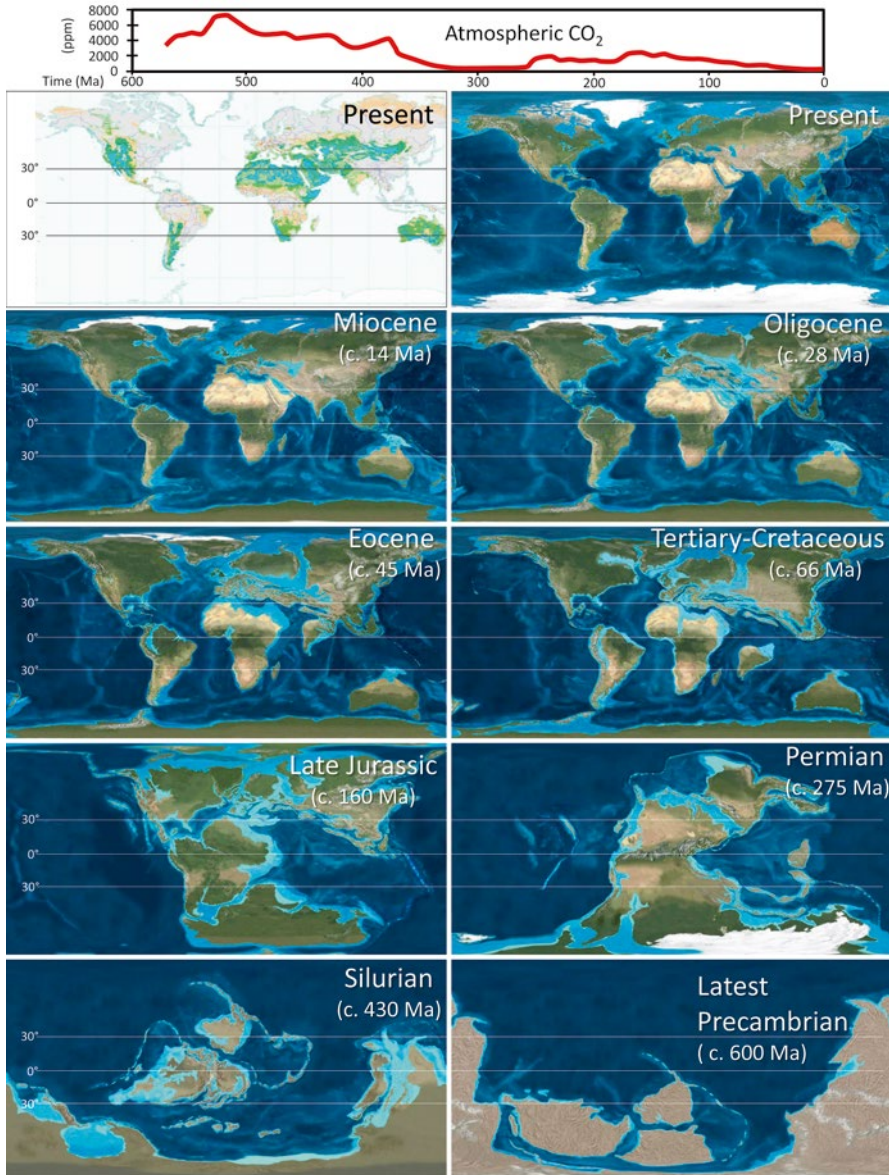 8000
6000
4000
2000
0
(ppm)
Atmospheric CO₂
Time (Ma)
600 500 400 300 200 100 0
Present
30°
0°
30°
Present
Miocene
(c. 14 Ma)
30°
0°
30°
Oligocene
(c. 28 Ma)
Eocene
(c. 45 Ma)
30°
0°
30°
Tertiary-Cretaceous
(c. 66 Ma)
Late Jurassic
(c. 160 Ma)
30°
0°
30°
Permian
(c. 275 Ma)
Silurian
(c. 430 Ma)
30°
0°
30°
Latest
Precambrian
( c. 600 Ma)